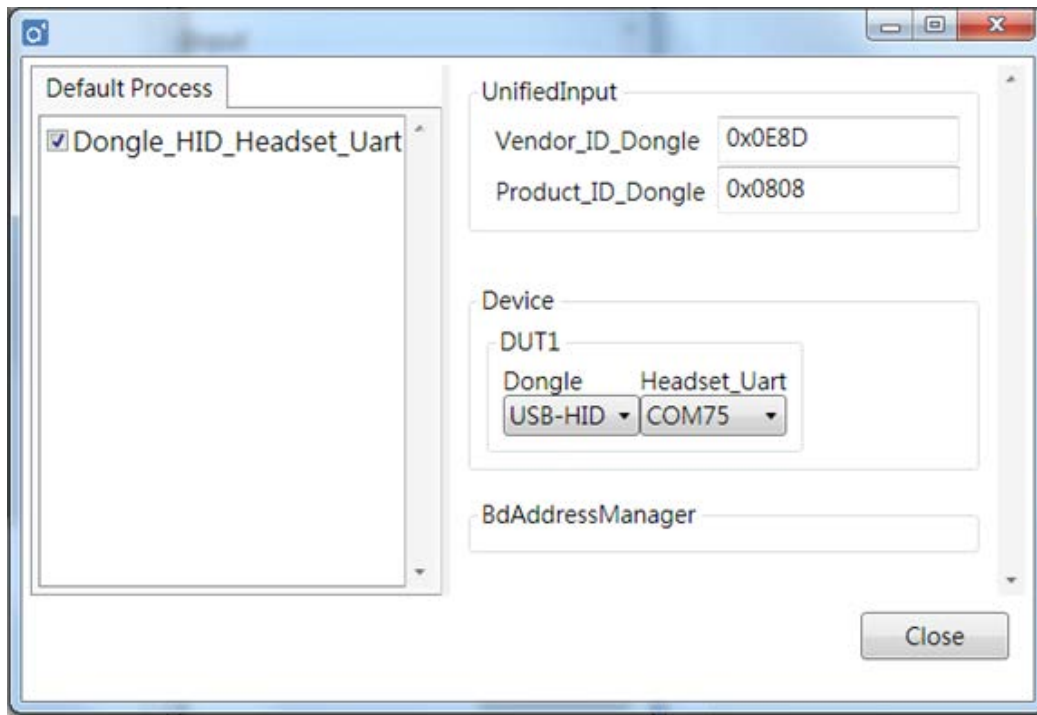 Default Process
Dongle_HID_Headset_Uart
UnifiedInput
Vendor_ID_Dongle 0x0E8D
Product_ID_Dongle 0x0808
Device
DUT1
Dongle Headset_Uart
USB-HID COM75
BdAddressManager
Close